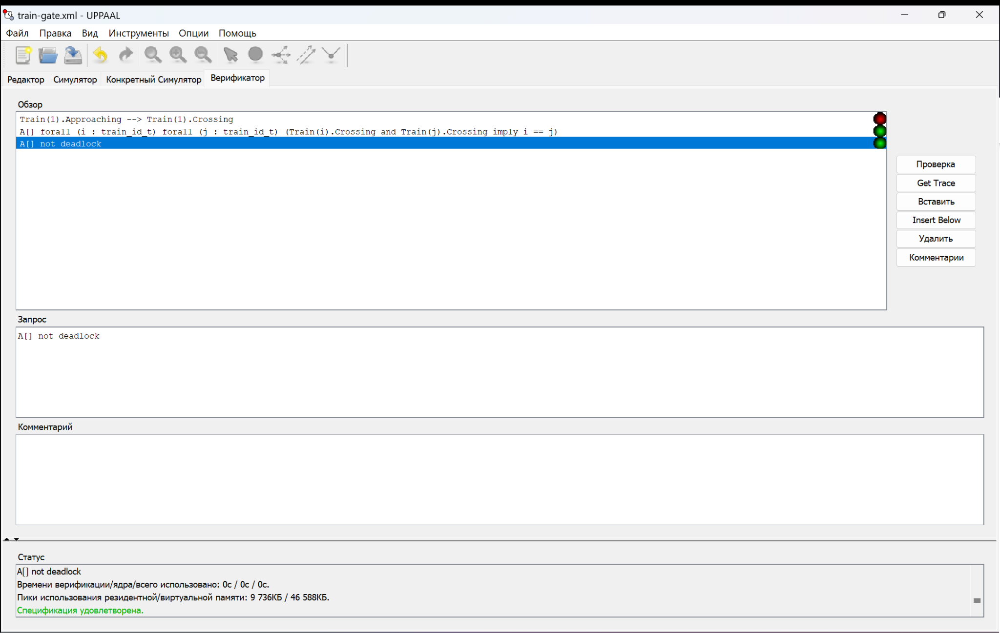 train-gate.xml - UPPAAL
Файл Правка Вид Инструменты Опции Помощь
Редактор Симулятор Конкретный Симулятор Верификатор
Обзор
Train(1).Approaching --> Train(1).Crossing
A[] forall (i : train_id_t) forall (j : train_id_t) (Train(i).Crossing and Train(j).Crossing imply i == j)
A[] not deadlock
Проверка
Get Trace
Вставить
Insert Below
Удалить
Комментарии
Запрос
A[] not deadlock
Комментарий
Статус
A[] not deadlock
Времени верификации/ядра/всего использовано: 0с / 0с / 0с.
Пики использования резидентной/виртуальной памяти: 9 736КБ / 46 588КБ.
Спецификация удовлетворена.